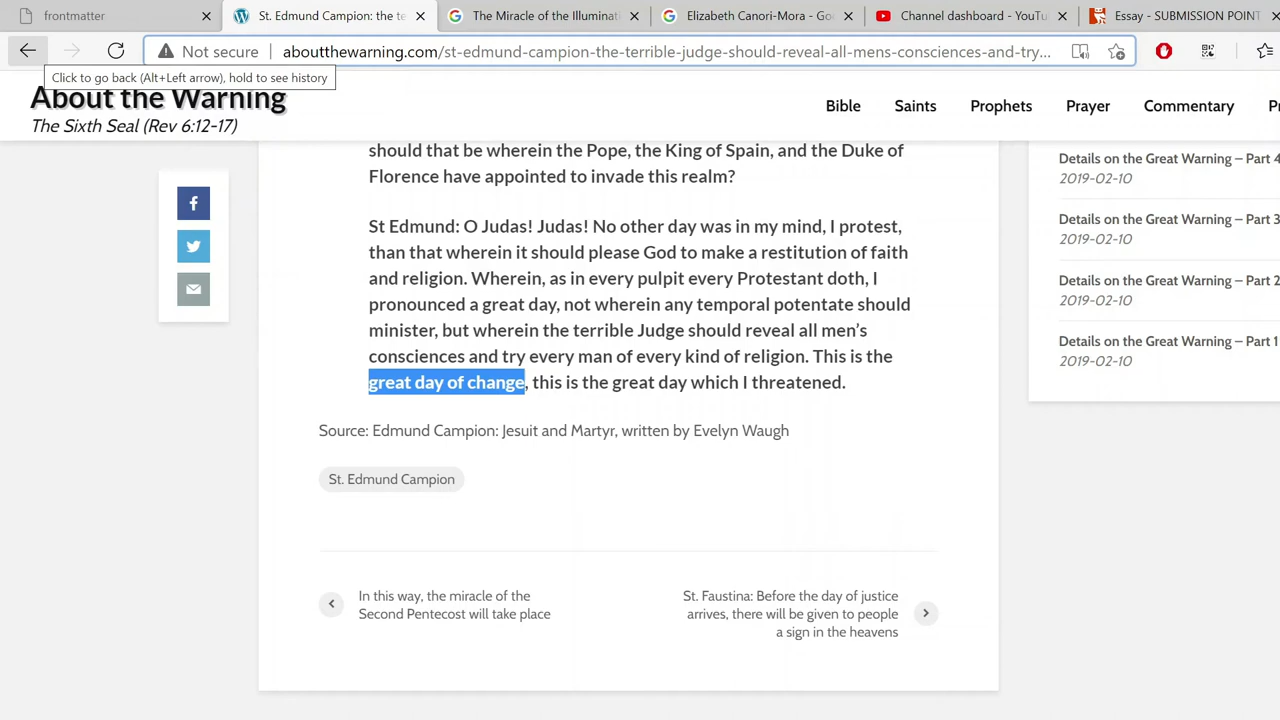 frontmatter
St. Edmund Campion: the te
The Miracle of the Illuminati
Elizabeth Canori-Mora - Go
Channel dashboard - YouTu
Essay - SUBMISSION POINT
Not secure
aboutthewarning.com/st-edmund-campion-the-terrible-judge-should-reveal-all-mens-consciences-and-try...
Click to go back (Alt+Left arrow), hold to see history
About the Warning
The Sixth Seal (Rev 6:12-17)
Bible
Saints
Prophets
Prayer
Commentary
Pr
should that be wherein the Pope, the King of Spain, and the Duke of
Florence have appointed to invade this realm?
St Edmund: O Judas! Judas! No other day was in my mind, I protest,
than that wherein it should please God to make a restitution of faith
and religion. Wherein, as in every pulpit every Protestant doth, I
pronounced a great day, not wherein any temporal potentate should
minister, but wherein the terrible Judge should reveal all men’s
consciences and try every man of every kind of religion. This is the
great day of change, this is the great day which I threatened.
Source: Edmund Campion: Jesuit and Martyr, written by Evelyn Waugh
St. Edmund Campion
In this way, the miracle of the
Second Pentecost will take place
St. Faustina: Before the day of justice
arrives, there will be given to people
a sign in the heavens
Details on the Great Warning – Part 4
2019-02-10
Details on the Great Warning – Part 3
2019-02-10
Details on the Great Warning – Part 2
2019-02-10
Details on the Great Warning – Part 1
2019-02-10